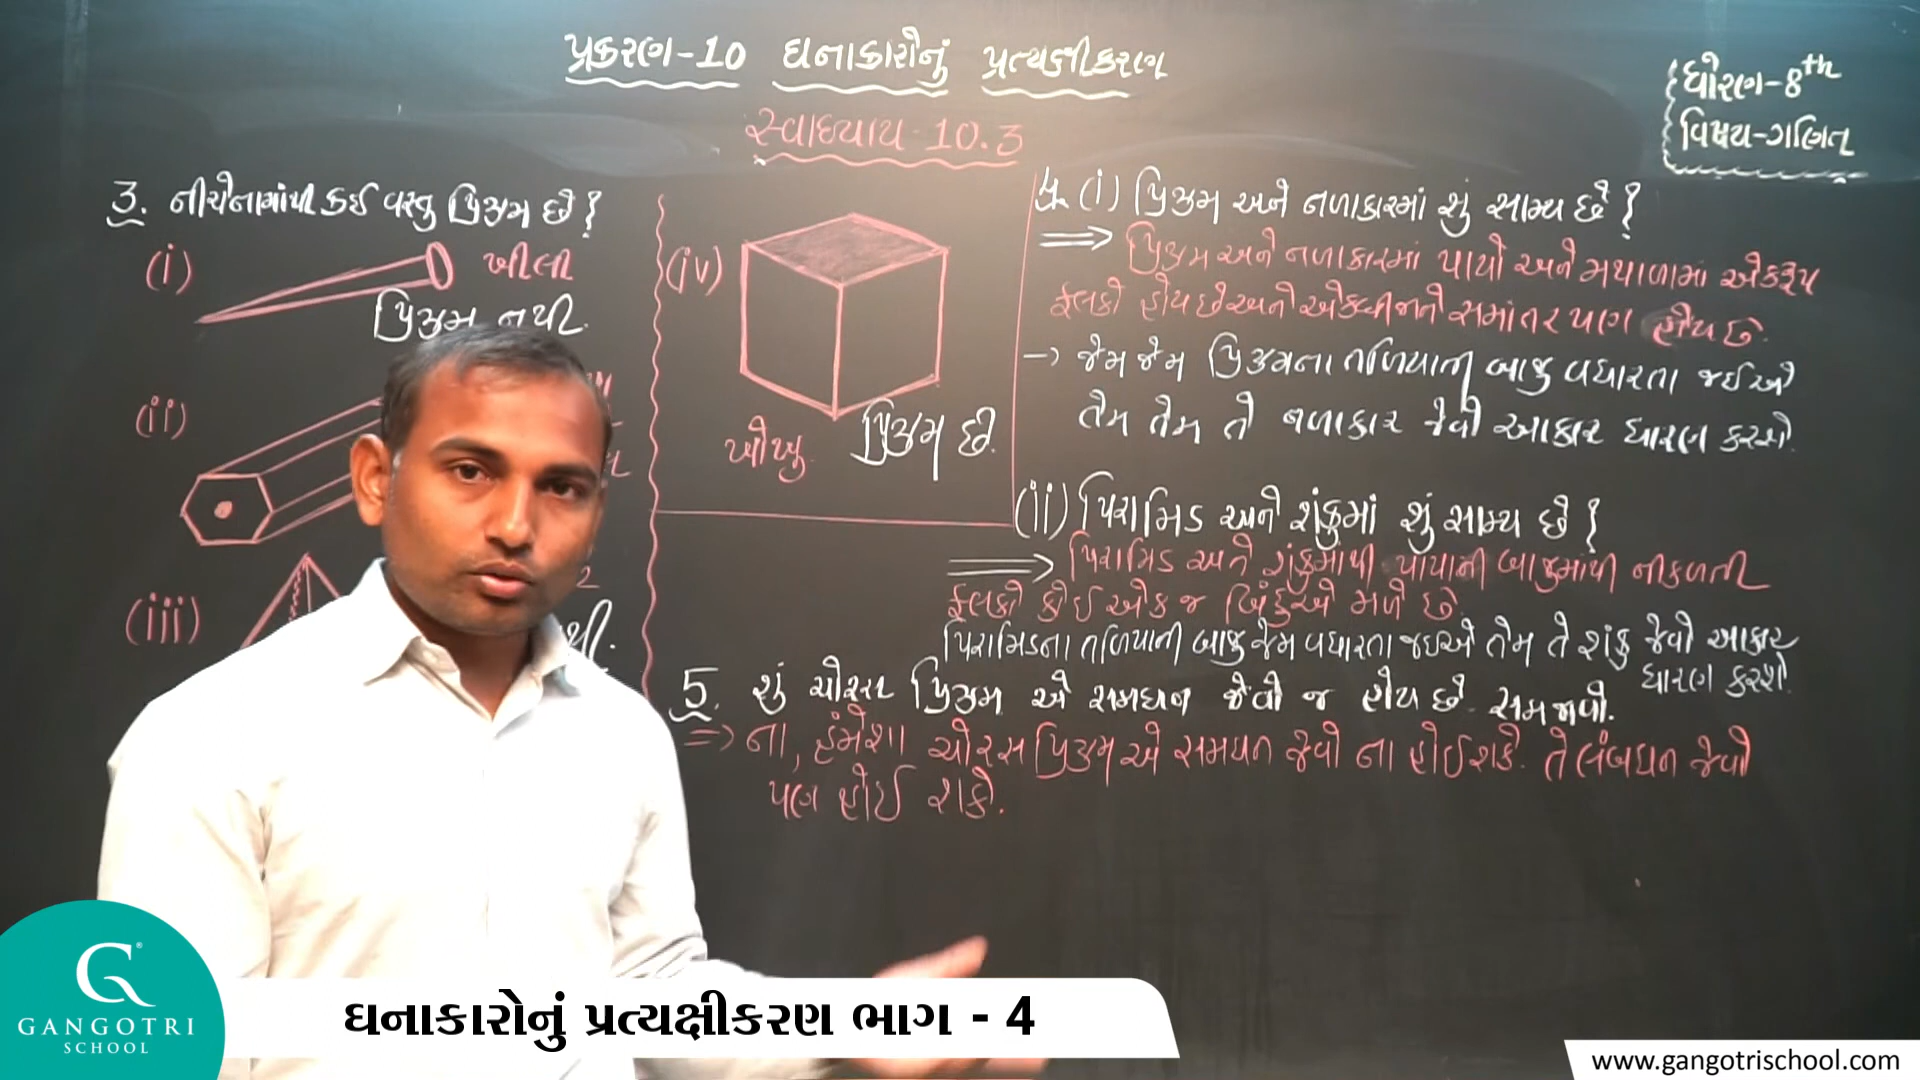 પ્રકરણ-10 ઘનાકારોનું પ્રત્યક્ષીકરણ
ધોરણ-8th
વિષય-ગણિત
સ્વાધ્યાય-10.3
3. નીચેનામાંથી કઈ વસ્તુ પ્રિઝમ છે?
(i) ખીલી
પ્રિઝમ નથી.
(ii)
(iii)
થી.
(iv)
ખોખુ. પ્રિઝમ છે.
4. (i) પ્રિઝમ અને નળાકારમાં શું સામ્ય છે?
⇒ પ્રિઝમ અને નળાકારમાં પાયો અને મથાળામાં એકરૂપ
ફલકો હોય છે અને એકબીજાને સમાંતર પણ હોય છે.
→ જેમ જેમ પ્રિઝમના તળિયાની બાજુ વધારતા જઈએ
તેમ તેમ તે નળાકાર જેવો આકાર ધારણ કરશે.
(ii) પિરામિડ અને શંકુમાં શું સામ્ય છે?
⇒ પિરામિડ અને શંકુમાંથી પાયાની બાજુમાંથી નીકળતી
ફલકો કોઈ એક જ બિંદુએ મળે છે.
પિરામિડના તળિયાની બાજુ જેમ વધારતા જઈએ તેમ તે શંકુ જેવો આકાર
ધારણ કરશે.
5. શું ચોરસ પ્રિઝમ એ સમઘન જેવો જ હોય છે. સમજાવો.
⇒ ના, હંમેશા ચોરસ પ્રિઝમ એ સમઘન જેવો ના હોઈ શકે. તે લંબઘન જેવો
પણ હોઈ શકે.
GANGOTRI
SCHOOL
ઘનાકારોનું પ્રત્યક્ષીકરણ ભાગ - 4
www.gangotrischool.com